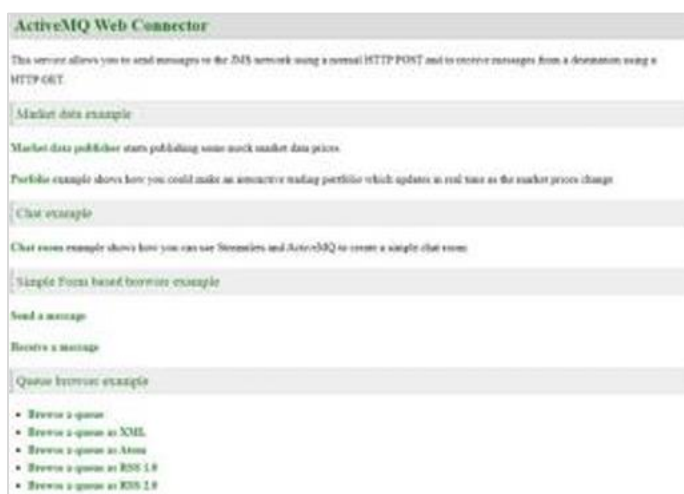 ActiveMQ Web Connector
This service allows you to send messages to the JMS network using a normal HTTP POST and to receive messages from a destination using a
HTTP GET.
Market data example
Market data publisher starts publishing some mock market data prices
Portfolio example shows how you could make an interactive trading portfolio which updates in real time as the market prices change
Chat example
Chat room example shows how you can use Streamlets and ActiveMQ to create a simple chat room
Simple Form based browser example
Send a message
Receive a message
Queue browser example
• Browse a queue
• Browse a queue as XML
• Browse a queue as Atom
• Browse a queue as RSS 1.0
• Browse a queue as RSS 2.0